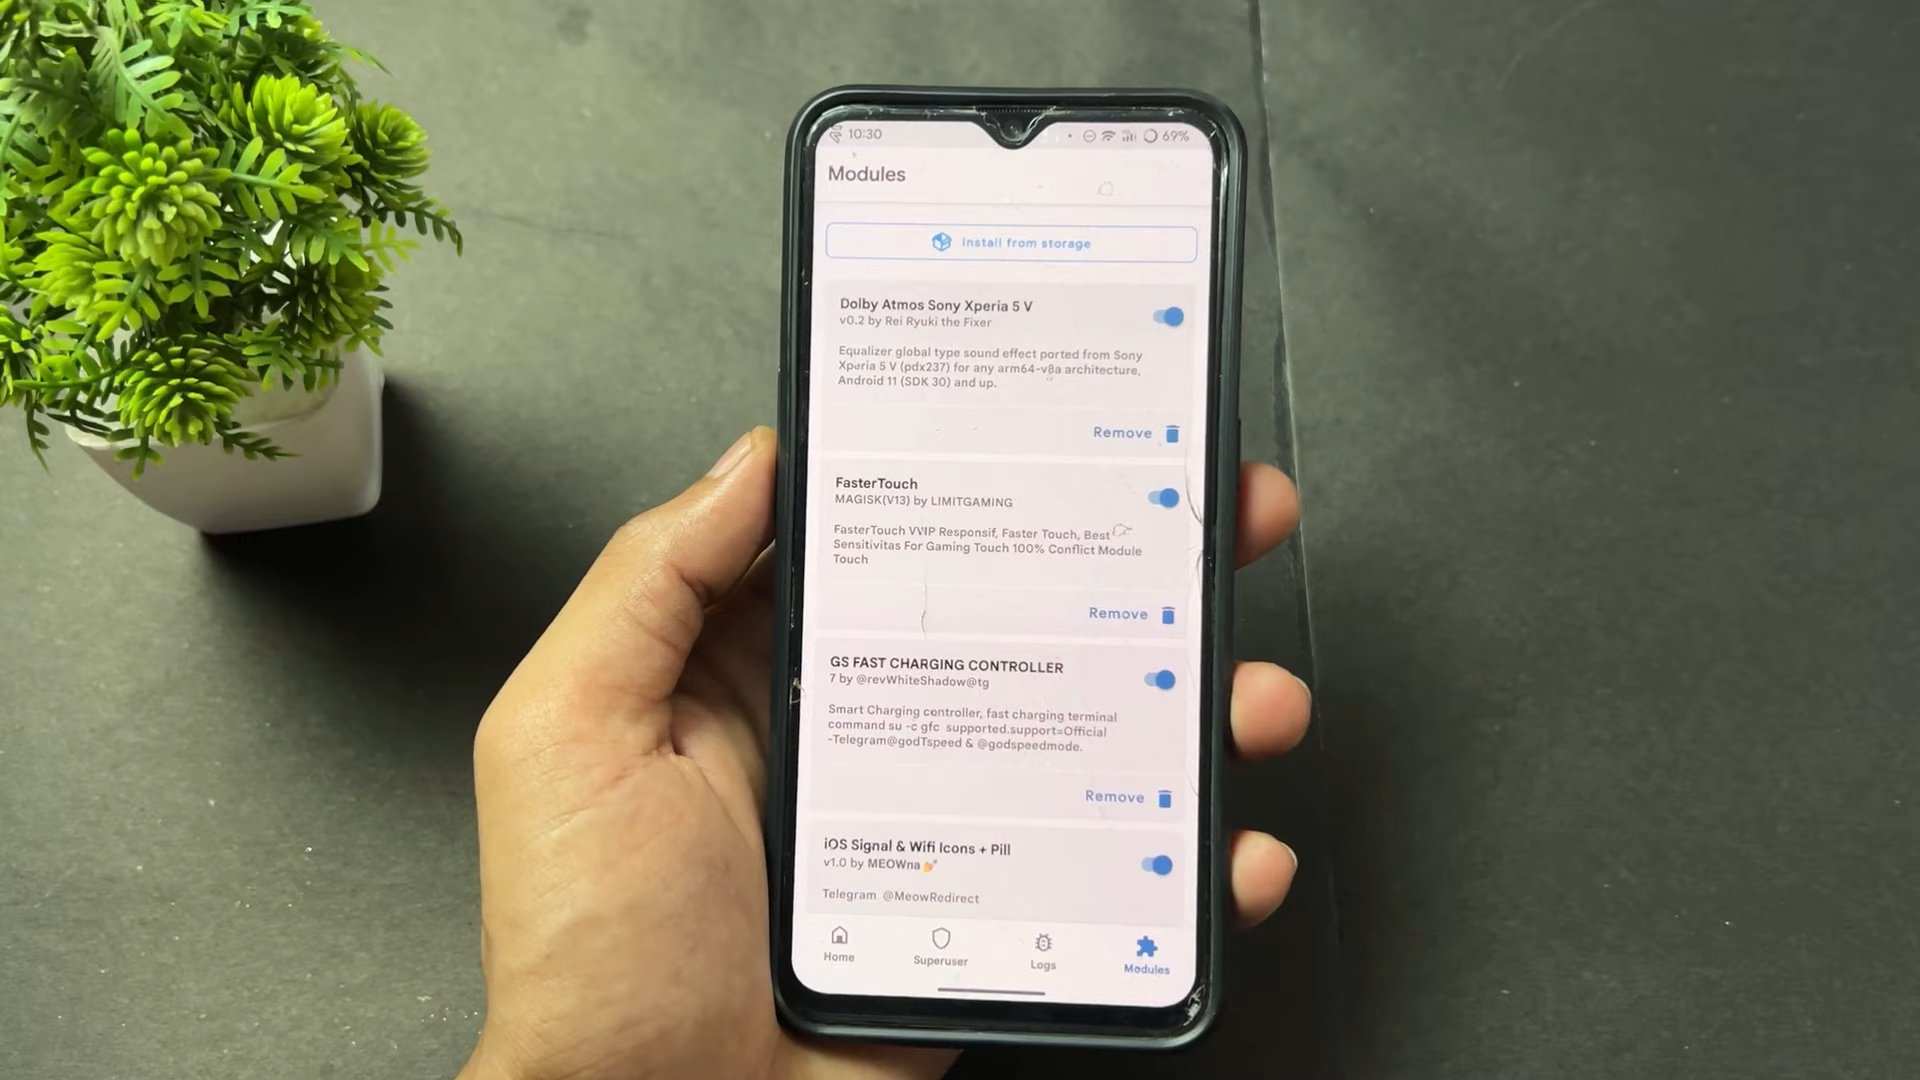 10:30
69%
Modules
Install from storage
Dolby Atmos Sony Xperia 5 V
v0.2 by Rei Ryuki the Fixer
Equalizer global type sound effect ported from Sony
Xperia 5 V (pdx237) for any arm64-v8a architecture,
Android 11 (SDK 30) and up.
Remove
FasterTouch
MAGISK(V13) by LIMITGAMING
FasterTouch VVIP Responsif, Faster Touch, Best
Sensitivitas For Gaming Touch 100% Conflict Module
Touch
Remove
GS FAST CHARGING CONTROLLER
7 by @revWhiteShadow@tg
Smart Charging controller, fast charging terminal
command su -c gfc supported.support=Official
-Telegram@godTspeed & @godspeedmode.
Remove
iOS Signal & Wifi Icons + Pill
v1.0 by MEOWna 💅
Telegram @MeowRedirect
Home
Superuser
Logs
Modules